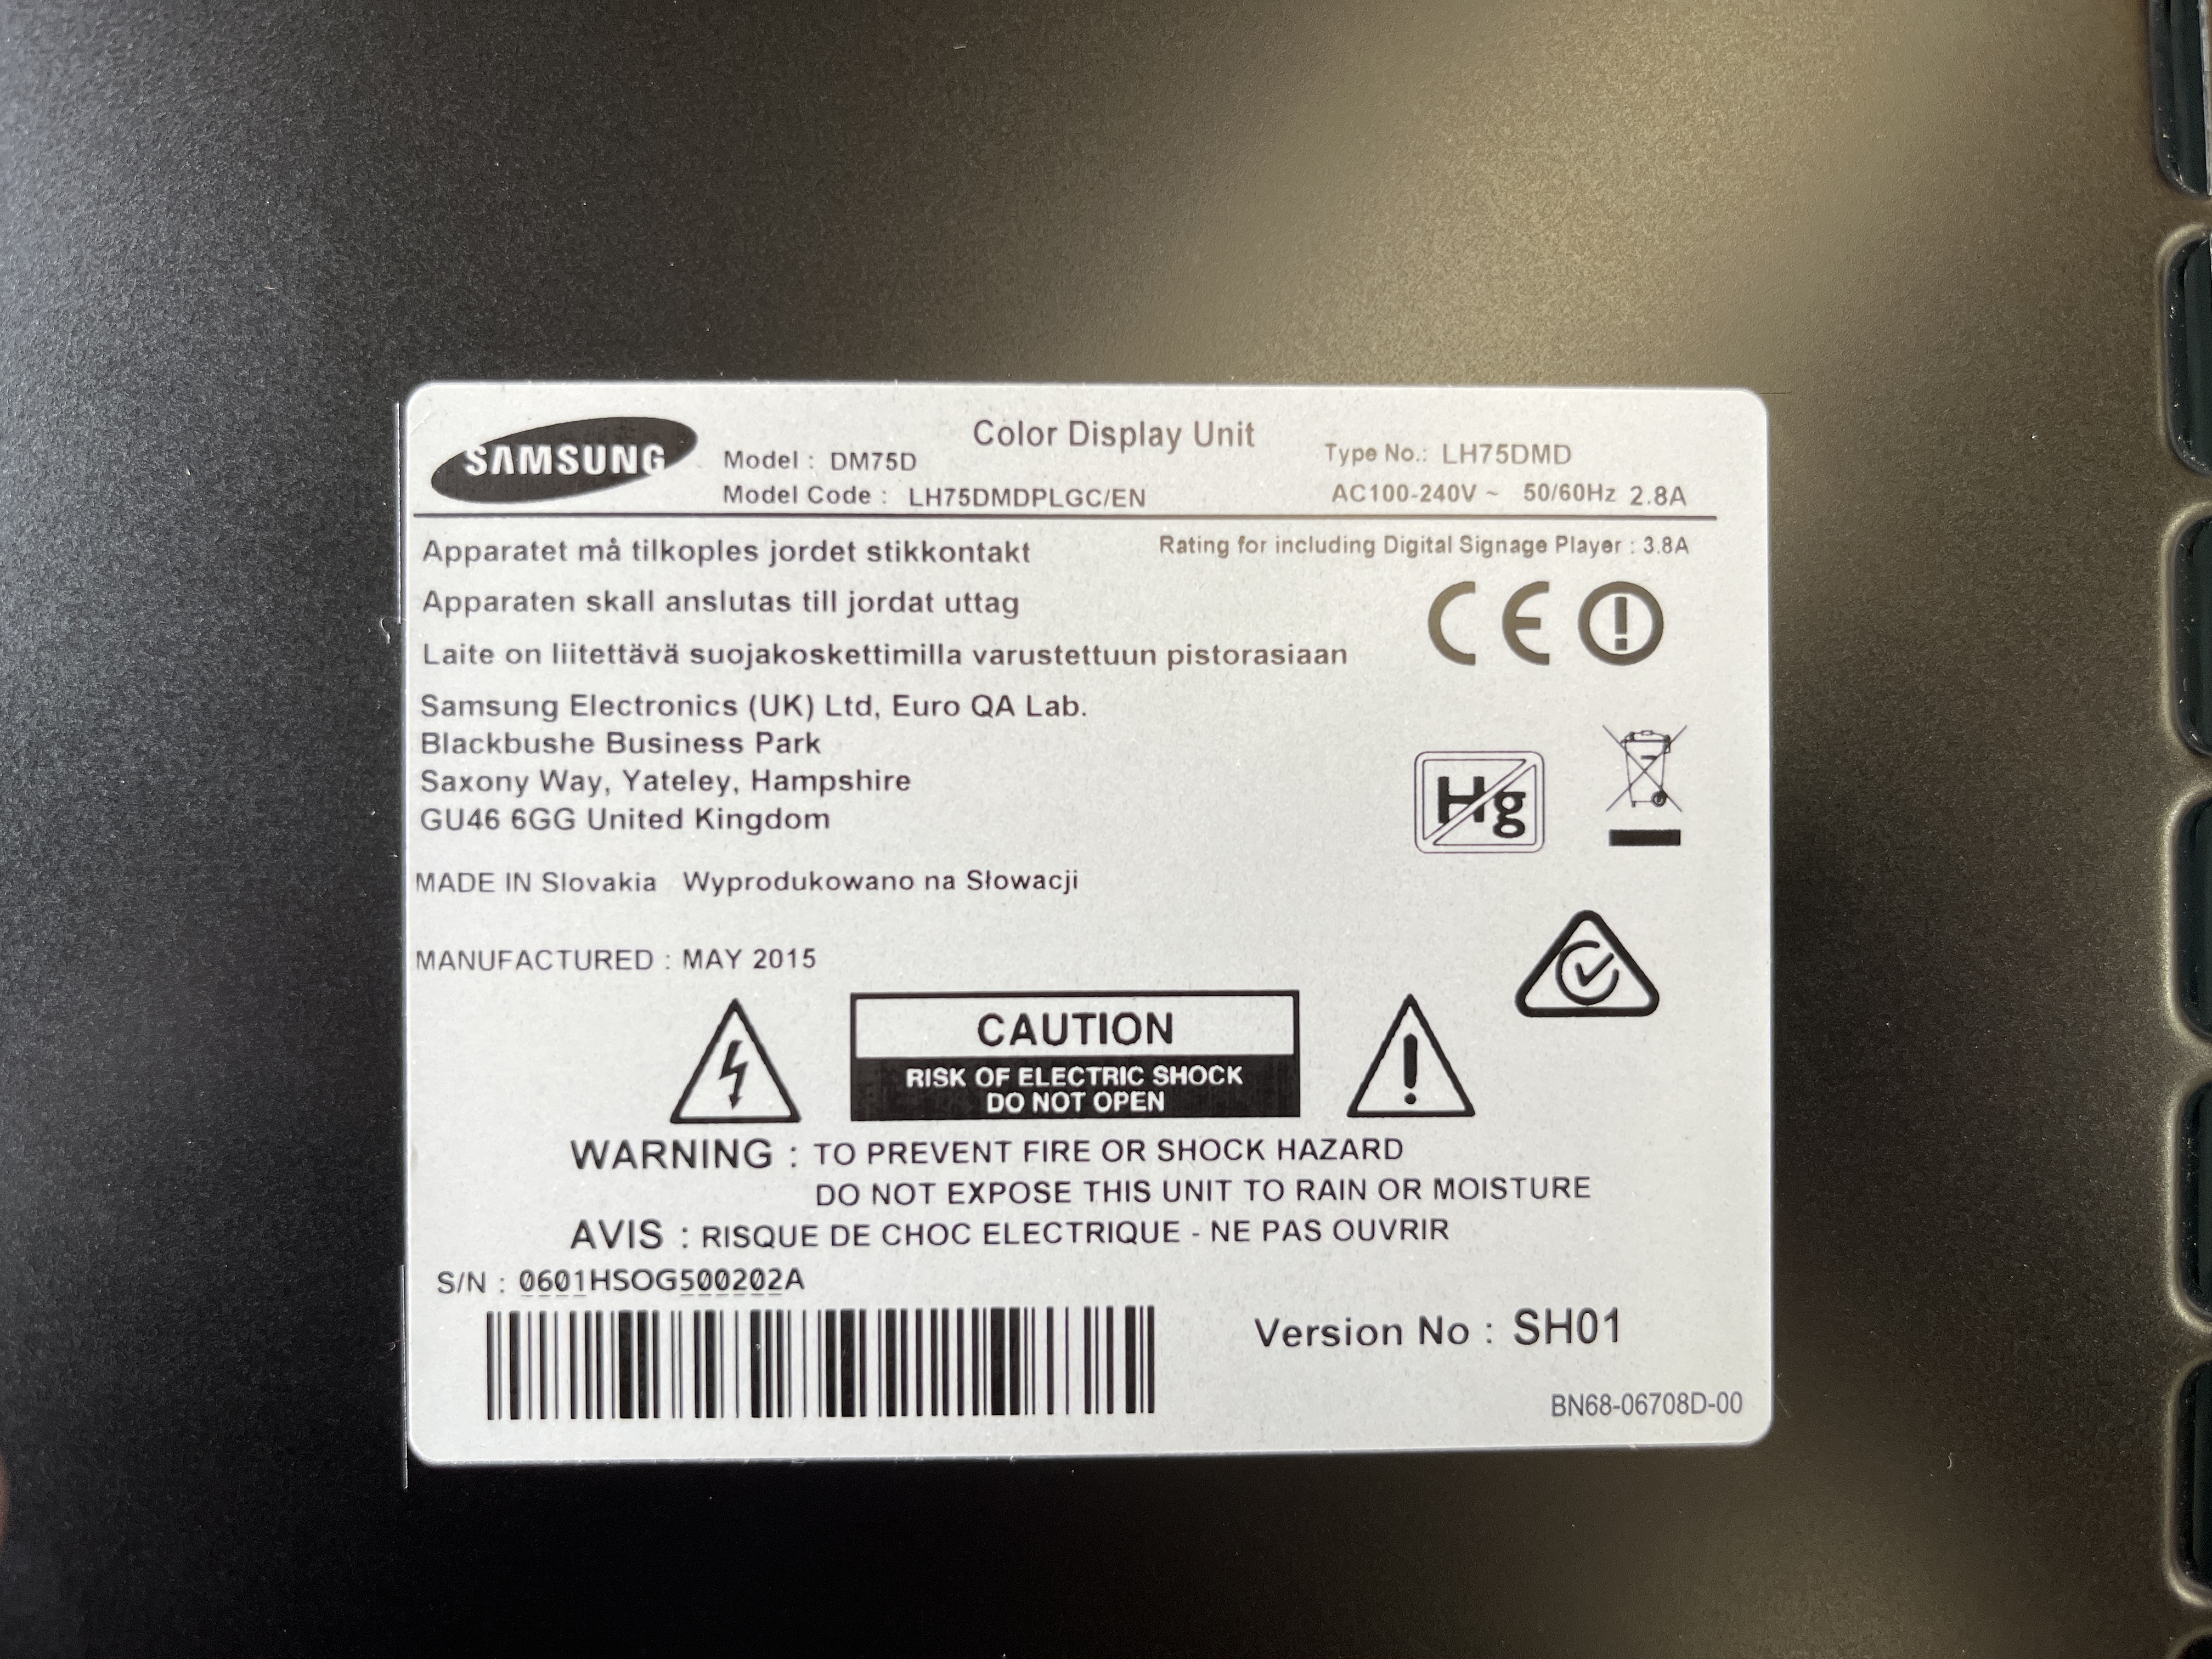 SAMSUNG
Color Display Unit
Model : DM75D
Type No.: LH75DMD
Model Code : LH75DMDPLGC/EN
AC100-240V ~ 50/60Hz 2.8A
Apparatet må tilkoples jordet stikkontakt
Rating for including Digital Signage Player : 3.8A
Apparaten skall anslutas till jordat uttag
CE
Laite on liitettävä suojakoskettimilla varustettuun pistorasiaan
Samsung Electronics (UK) Ltd, Euro QA Lab.
Blackbushe Business Park
Saxony Way, Yateley, Hampshire
GU46 6GG United Kingdom
Hg
MADE IN Slovakia Wyprodukowano na Słowacji
MANUFACTURED : MAY 2015
CAUTION
RISK OF ELECTRIC SHOCK
DO NOT OPEN
WARNING : TO PREVENT FIRE OR SHOCK HAZARD
DO NOT EXPOSE THIS UNIT TO RAIN OR MOISTURE
AVIS : RISQUE DE CHOC ELECTRIQUE - NE PAS OUVRIR
S/N : 0601HSOG500202A
Version No : SH01
BN68-06708D-00